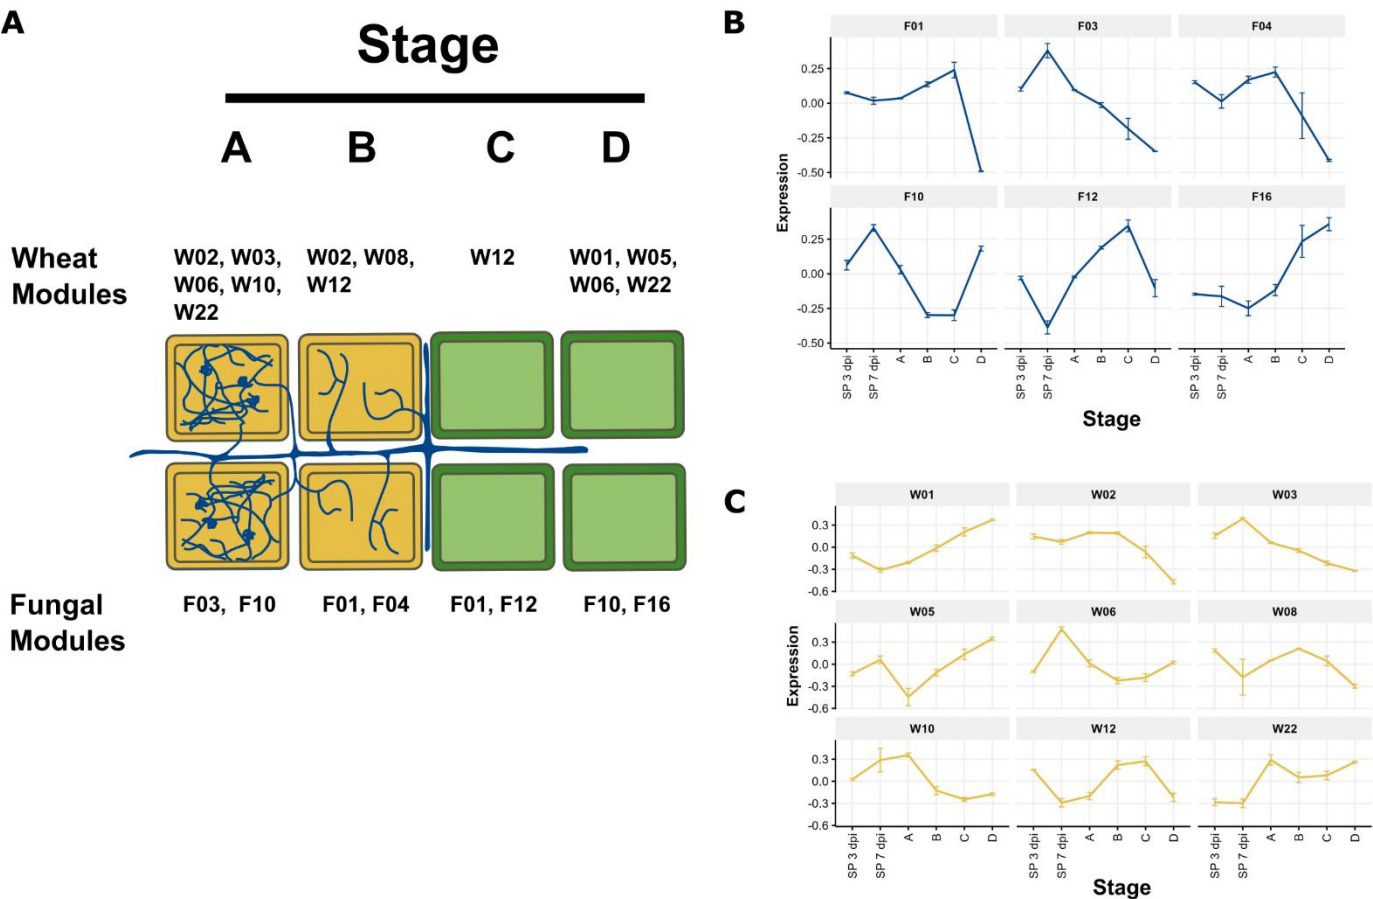 A
Stage
A B C D
Wheat
Modules
W02, W03,
W06, W10,
W22
W02, W08,
W12
W12
W01, W05,
W06, W22
Fungal
Modules
F03, F10
F01, F04
F01, F12
F10, F16
B
F01 F03 F04
0.25
0.00
-0.25
-0.50
F10 F12 F16
0.25
0.00
-0.25
-0.50
Expression
SP 3 dpi SP 7 dpi A B C D
SP 3 dpi SP 7 dpi A B C D
SP 3 dpi SP 7 dpi A B C D
Stage
C
W01 W02 W03
0.3
0.0
-0.3
-0.6
W05 W06 W08
0.3
0.0
-0.3
-0.6
W10 W12 W22
0.3
0.0
-0.3
-0.6
Expression
SP 3 dpi SP 7 dpi A B C D
SP 3 dpi SP 7 dpi A B C D
SP 3 dpi SP 7 dpi A B C D
Stage